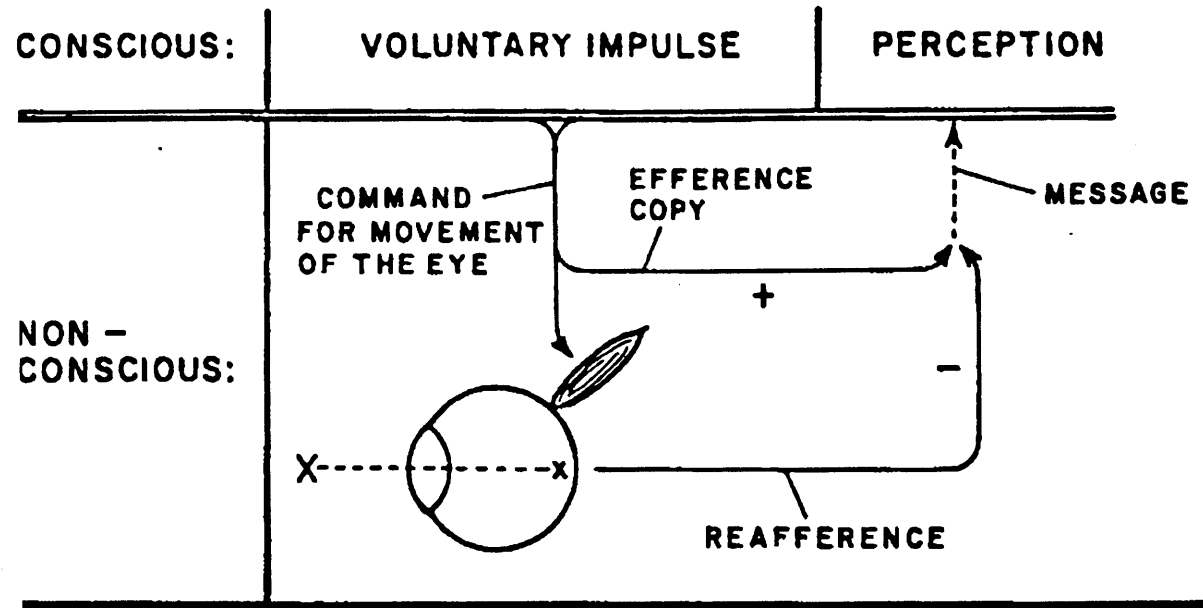 CONSCIOUS:
VOLUNTARY IMPULSE
PERCEPTION
COMMAND
FOR MOVEMENT
OF THE EYE
EFFERENCE
COPY
MESSAGE
+
NON –
CONSCIOUS:
–
X
x
REAFFERENCE